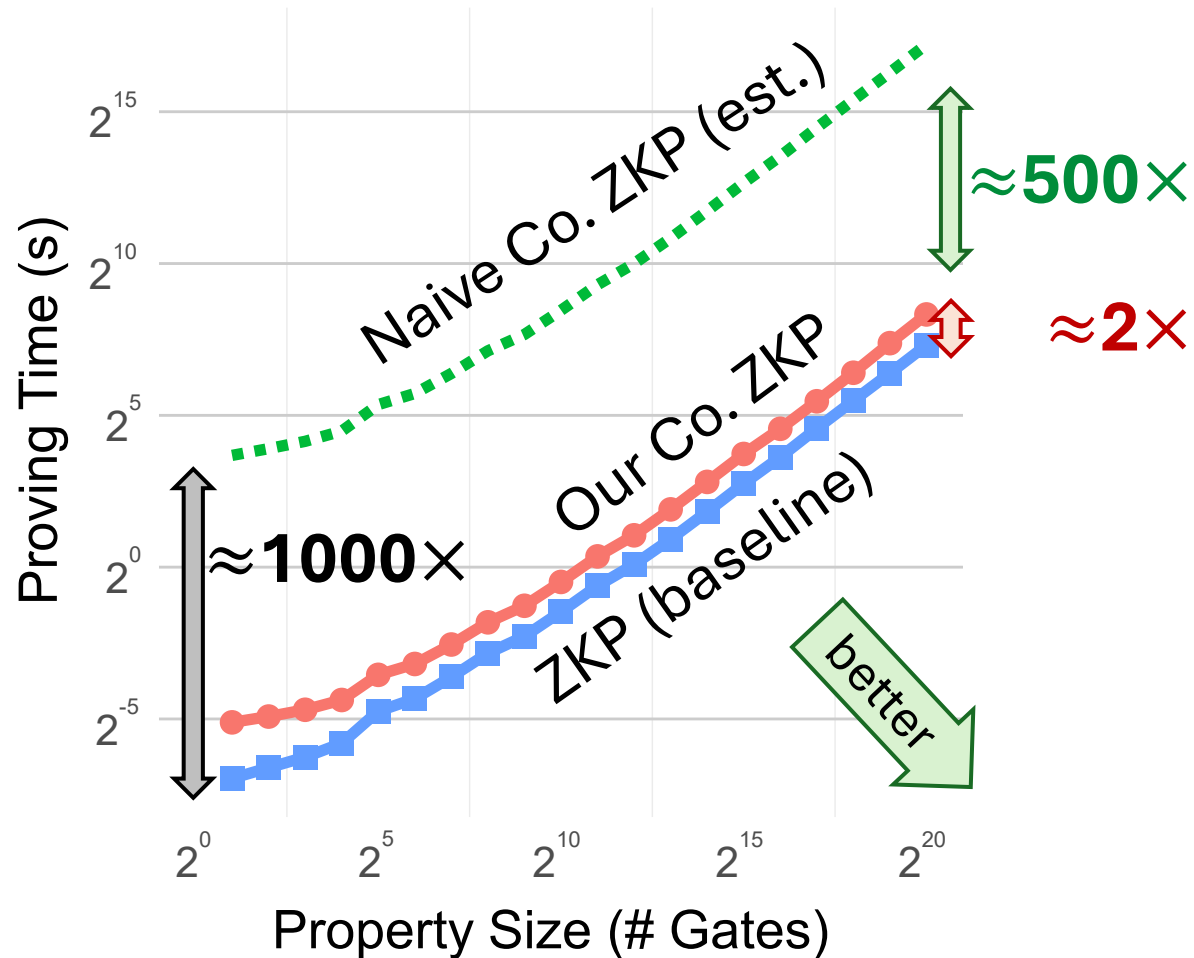 2^15
2^10
2^5
2^0
2^-5
Proving Time (s)
Naive Co. ZKP (est.)
≈500×
≈2×
Our Co. ZKP
≈1000×
ZKP (baseline)
better
2^0 2^5 2^10 2^15 2^20
Property Size (# Gates)